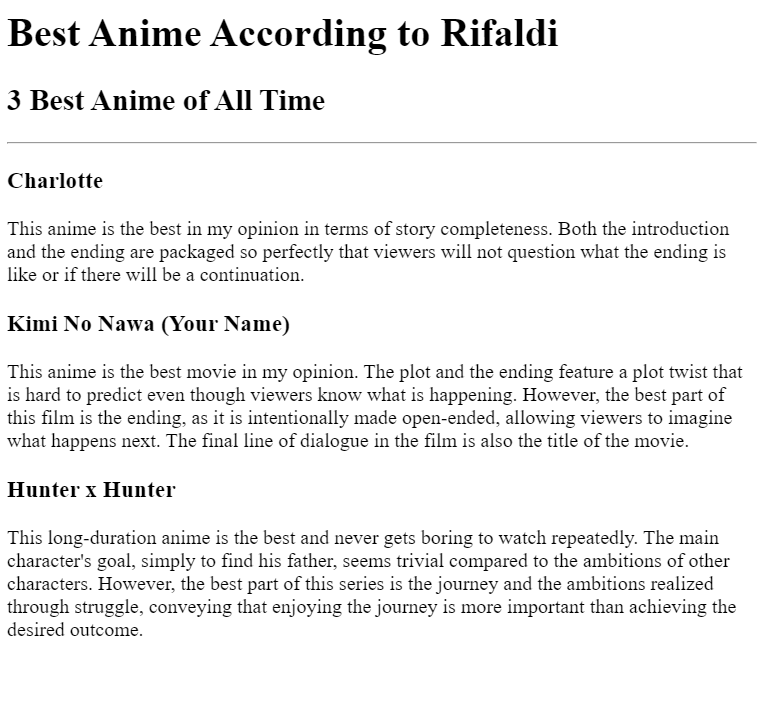 Best Anime According to Rifaldi
3 Best Anime of All Time
Charlotte
This anime is the best in my opinion in terms of story completeness. Both the introduction
and the ending are packaged so perfectly that viewers will not question what the ending is
like or if there will be a continuation.
Kimi No Nawa (Your Name)
This anime is the best movie in my opinion. The plot and the ending feature a plot twist that
is hard to predict even though viewers know what is happening. However, the best part of
this film is the ending, as it is intentionally made open-ended, allowing viewers to imagine
what happens next. The final line of dialogue in the film is also the title of the movie.
Hunter x Hunter
This long-duration anime is the best and never gets boring to watch repeatedly. The main
character's goal, simply to find his father, seems trivial compared to the ambitions of other
characters. However, the best part of this series is the journey and the ambitions realized
through struggle, conveying that enjoying the journey is more important than achieving the
desired outcome.